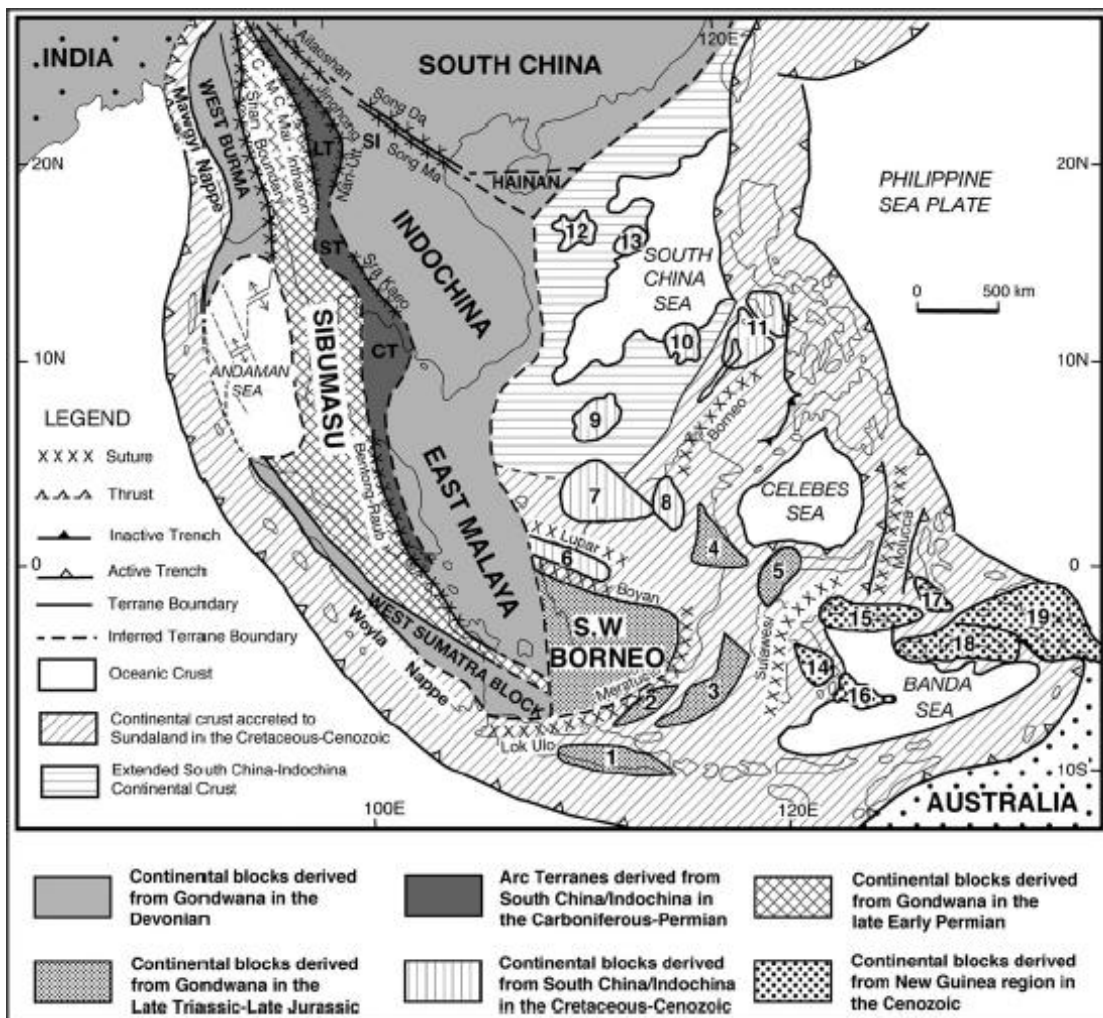 INDIA
SOUTH CHINA
120E
Ailaoshan
Song Da
Song Ma
SI
HAINAN
Mawgyi Nappe
WEST BURMA
Shan Boundary
C - M
C.Mai - Inthanon
Jinghong
Nan-Utt
LT
ST
CT
Sra Kaeo
INDOCHINA
20N
20N
PHILIPPINE
SEA PLATE
12
13
SOUTH
CHINA
SEA
0 500 km
10
11
10N
10N
ANDAMAN
SEA
SIBUMASU
9
Borneo
LEGEND
x x x x Suture
Thrust
Inactive Trench
Active Trench
Terrane Boundary
Inferred Terrane Boundary
Oceanic Crust
Continental crust accreted to
Sundaland in the Cretaceous-Cenozoic
Extended South China-Indochina
Continental Crust
Bentong-Raub
EAST MALAYA
7
8
CELEBES
SEA
Lupar
6
Boyan
4
5
Molucca
0
0
WEST SUMATRA BLOCK
Woyla
Nappe
S.W
BORNEO
Meratus
2
3
Sulawesi
15
17
19
18
14
16
BANDA
SEA
Lok Ulo
1
10S
AUSTRALIA
100E
120E
Continental blocks derived
from Gondwana in the
Devonian
Arc Terranes derived from
South China/Indochina in
the Carboniferous-Permian
Continental blocks derived
from Gondwana in the
late Early Permian
Continental blocks derived
from Gondwana in the
Late Triassic-Late Jurassic
Continental blocks derived
from South China/Indochina
in the Cretaceous-Cenozoic
Continental blocks derived
from New Guinea region in
the Cenozoic